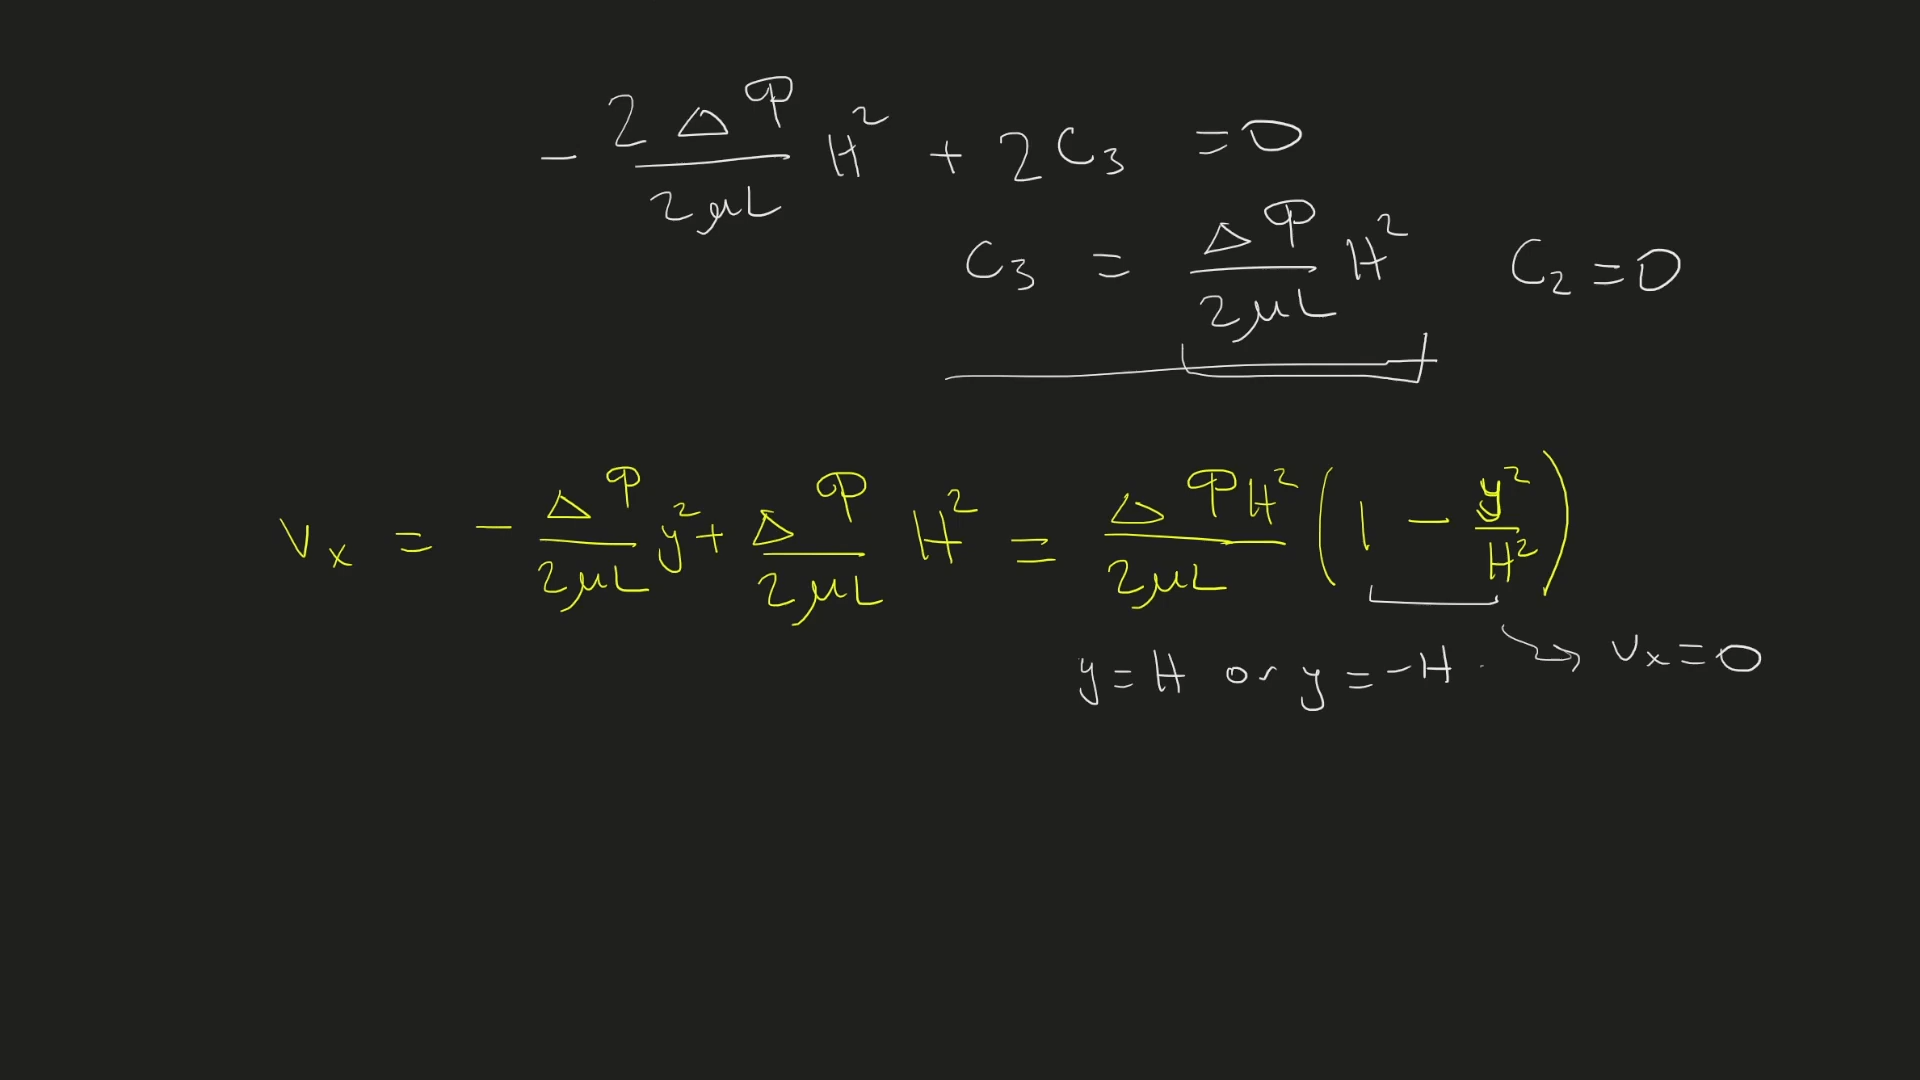 - 2Δ𝒫/2μL H² + 2C₃ = 0
C₃ = Δ𝒫/2μL H² C₂ = 0
vₓ = - Δ𝒫/2μL y² + Δ𝒫/2μL H² = Δ𝒫H²/2μL (1 - y²/H²)
y = H or y = -H → vₓ = 0